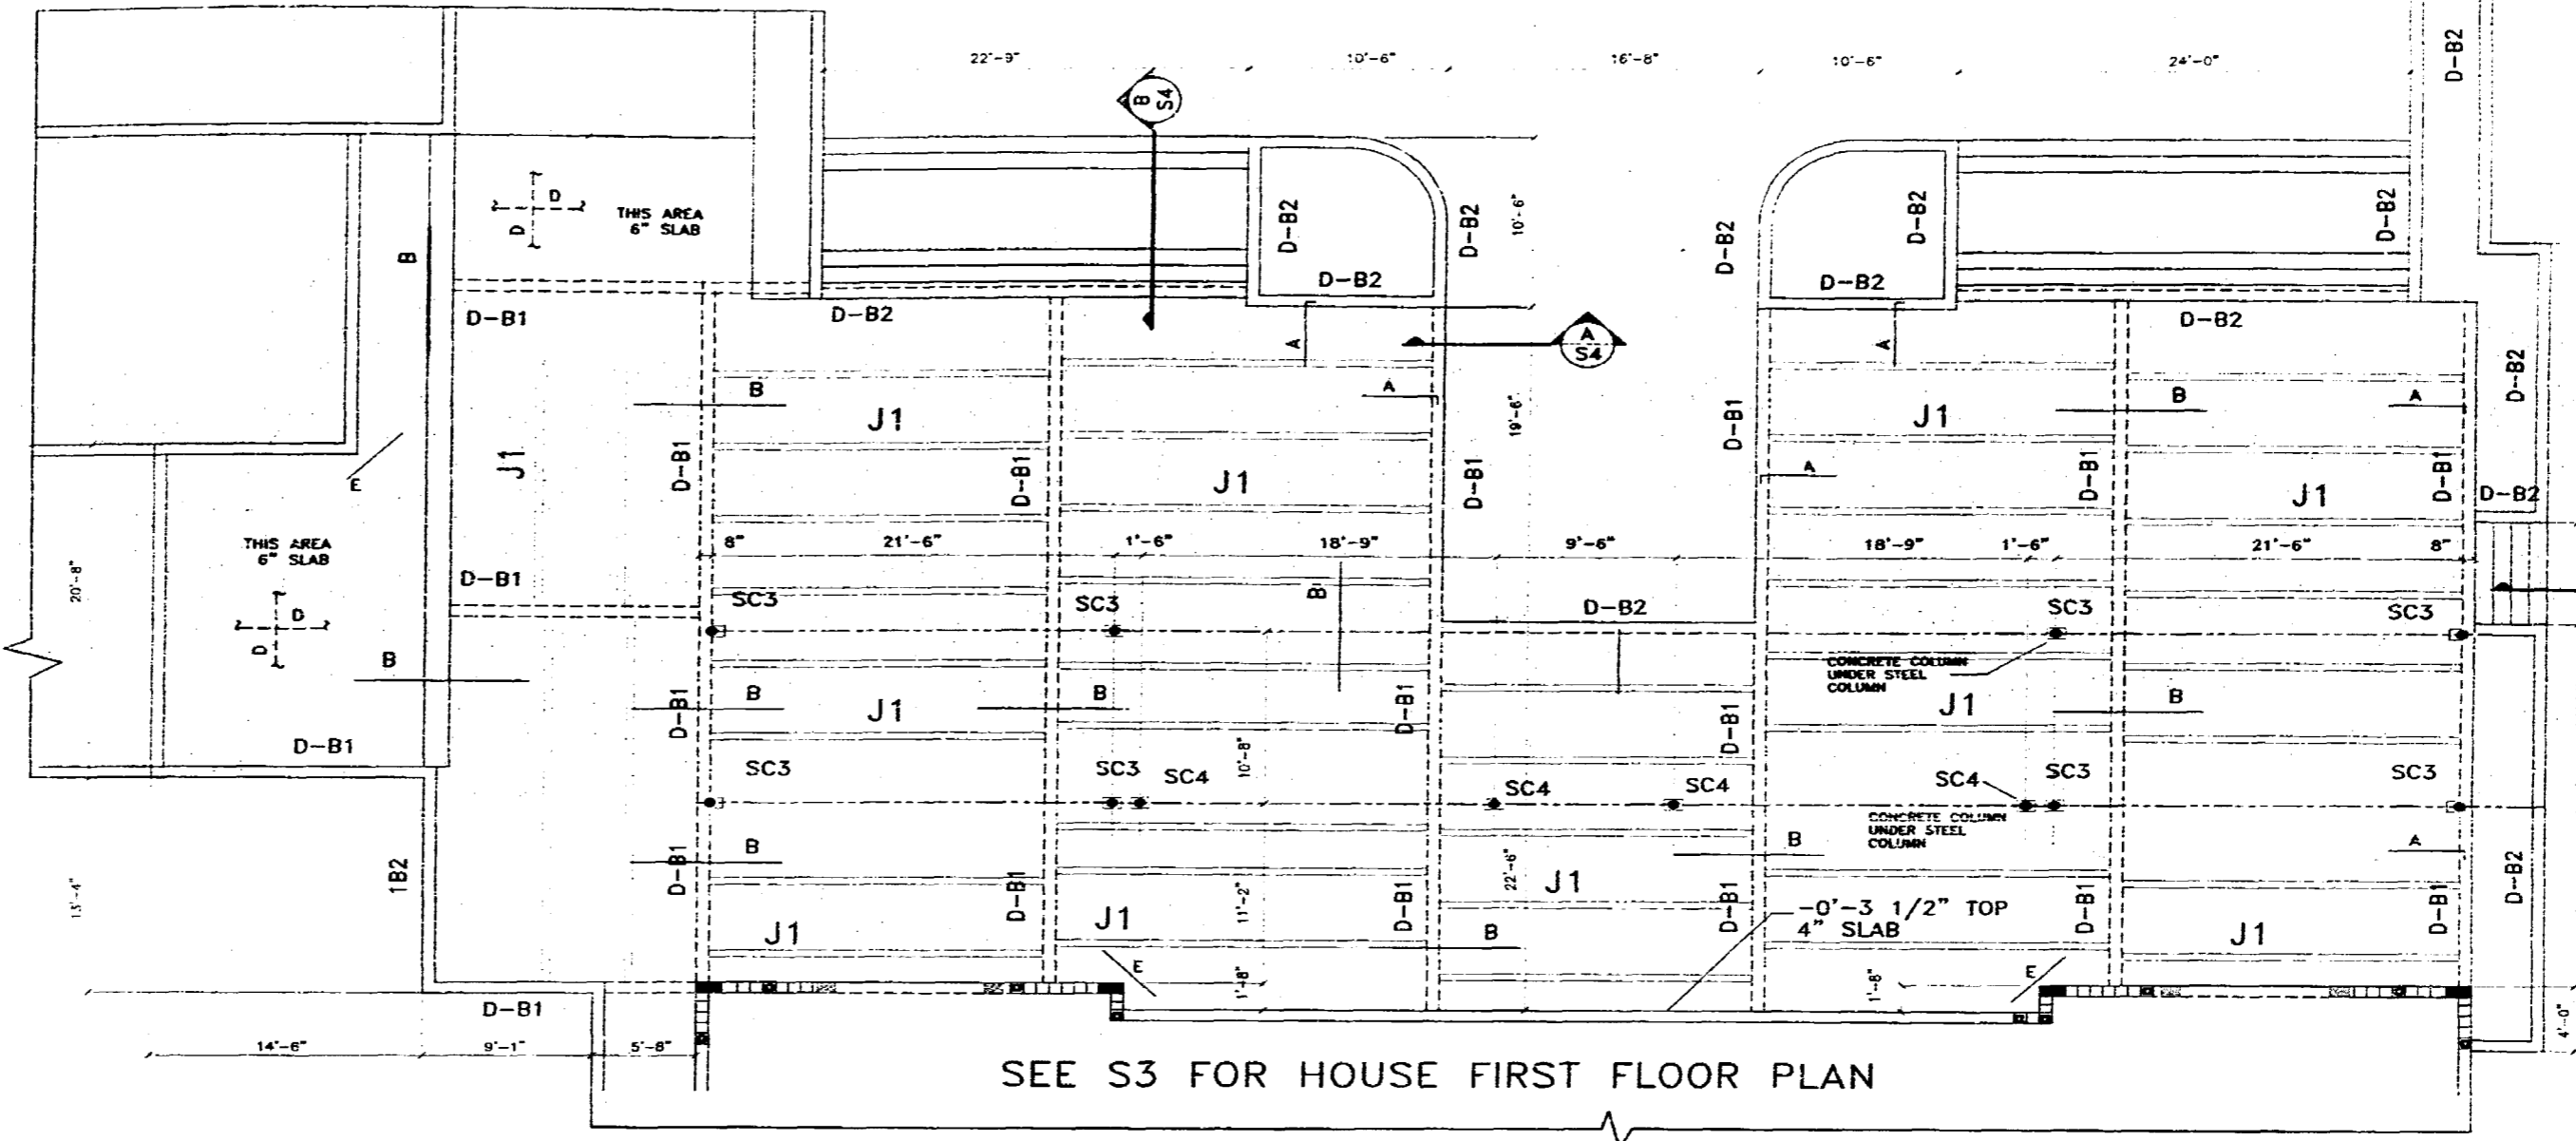 D-B2
22'-9"
10'-6"
16'-8"
10'-6"
24'-0"
B
S4
D
D
THIS AREA
6" SLAB
B
D-B2
D-B2
10'-6"
D-B2
D-B2
D-B2
D-B2
D-B2
D-B1
D-B2
D-B2
A
A
S4
A
D-B2
B
A
B
A
J1
J1
D-B1
J1
D-B1
D-B1
J1
D-B1
19'-6"
D-B1
A
D-B1
J1
D-B1
D-B2
E
THIS AREA
6" SLAB
8"
21'-6"
1'-6"
18'-9"
9'-6"
18'-9"
1'-6"
21'-6"
8"
20'-8"
D-B1
SC3
SC3
B
D-B2
SC3
SC3
D
D
B
CONCRETE COLUMN
UNDER STEEL
COLUMN
D-B1
B
J1
B
D-B1
D-B1
J1
B
D-B1
SC3
SC3
SC4
10'-8"
SC4
SC4
SC4
SC3
SC3
CONCRETE COLUMN
UNDER STEEL
COLUMN
1B2
D-B1
B
22'-6"
B
A
13'-4"
D-B1
11'-2"
D-B1
J1
D-B1
D-B1
D-B1
D-B2
J1
J1
B
-0'-3 1/2" TOP
4" SLAB
J1
E
1'-8"
1'-8"
E
D-B1
14'-6"
9'-1"
5'-8"
4'-0"
SEE S3 FOR HOUSE FIRST FLOOR PLAN